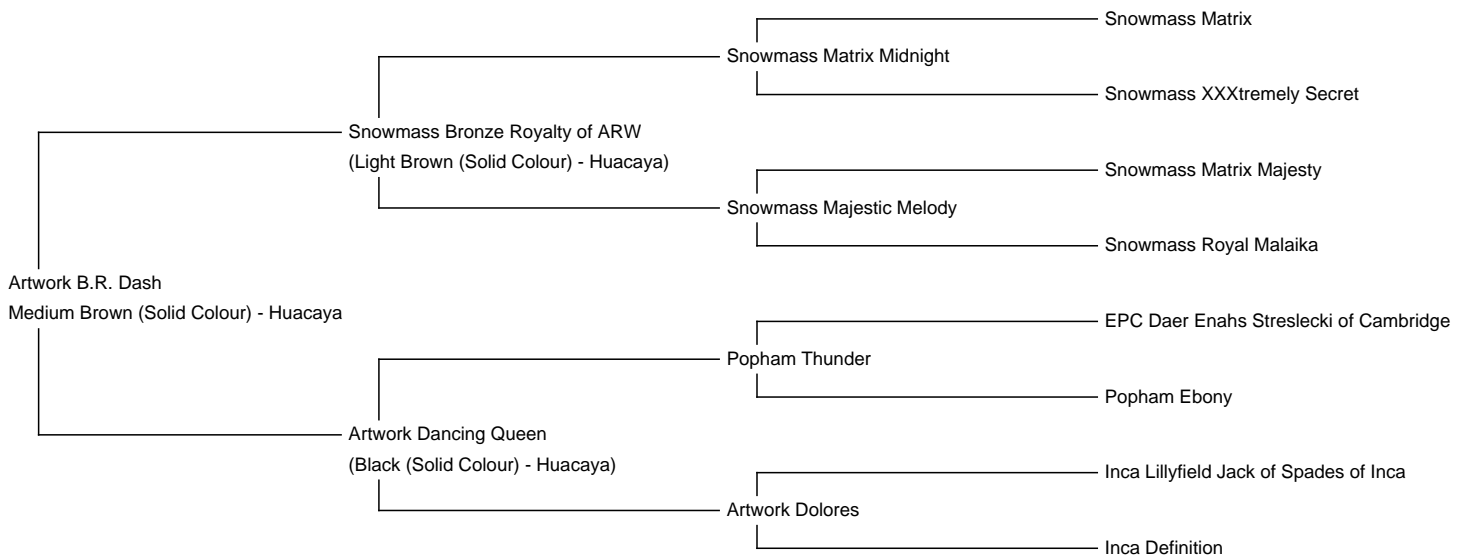 Snowmass Matrix
Snowmass Matrix Midnight
Snowmass XXXtremely Secret
Snowmass Bronze Royalty of ARW
(Light Brown (Solid Colour) - Huacaya)
Snowmass Matrix Majesty
Snowmass Majestic Melody
Snowmass Royal Malaika
Artwork B.R. Dash
Medium Brown (Solid Colour) - Huacaya
EPC Daer Enahs Streslecki of Cambridge
Popham Thunder
Popham Ebony
Artwork Dancing Queen
(Black (Solid Colour) - Huacaya)
Inca Lillyfield Jack of Spades of Inca
Artwork Dolores
Inca Definition